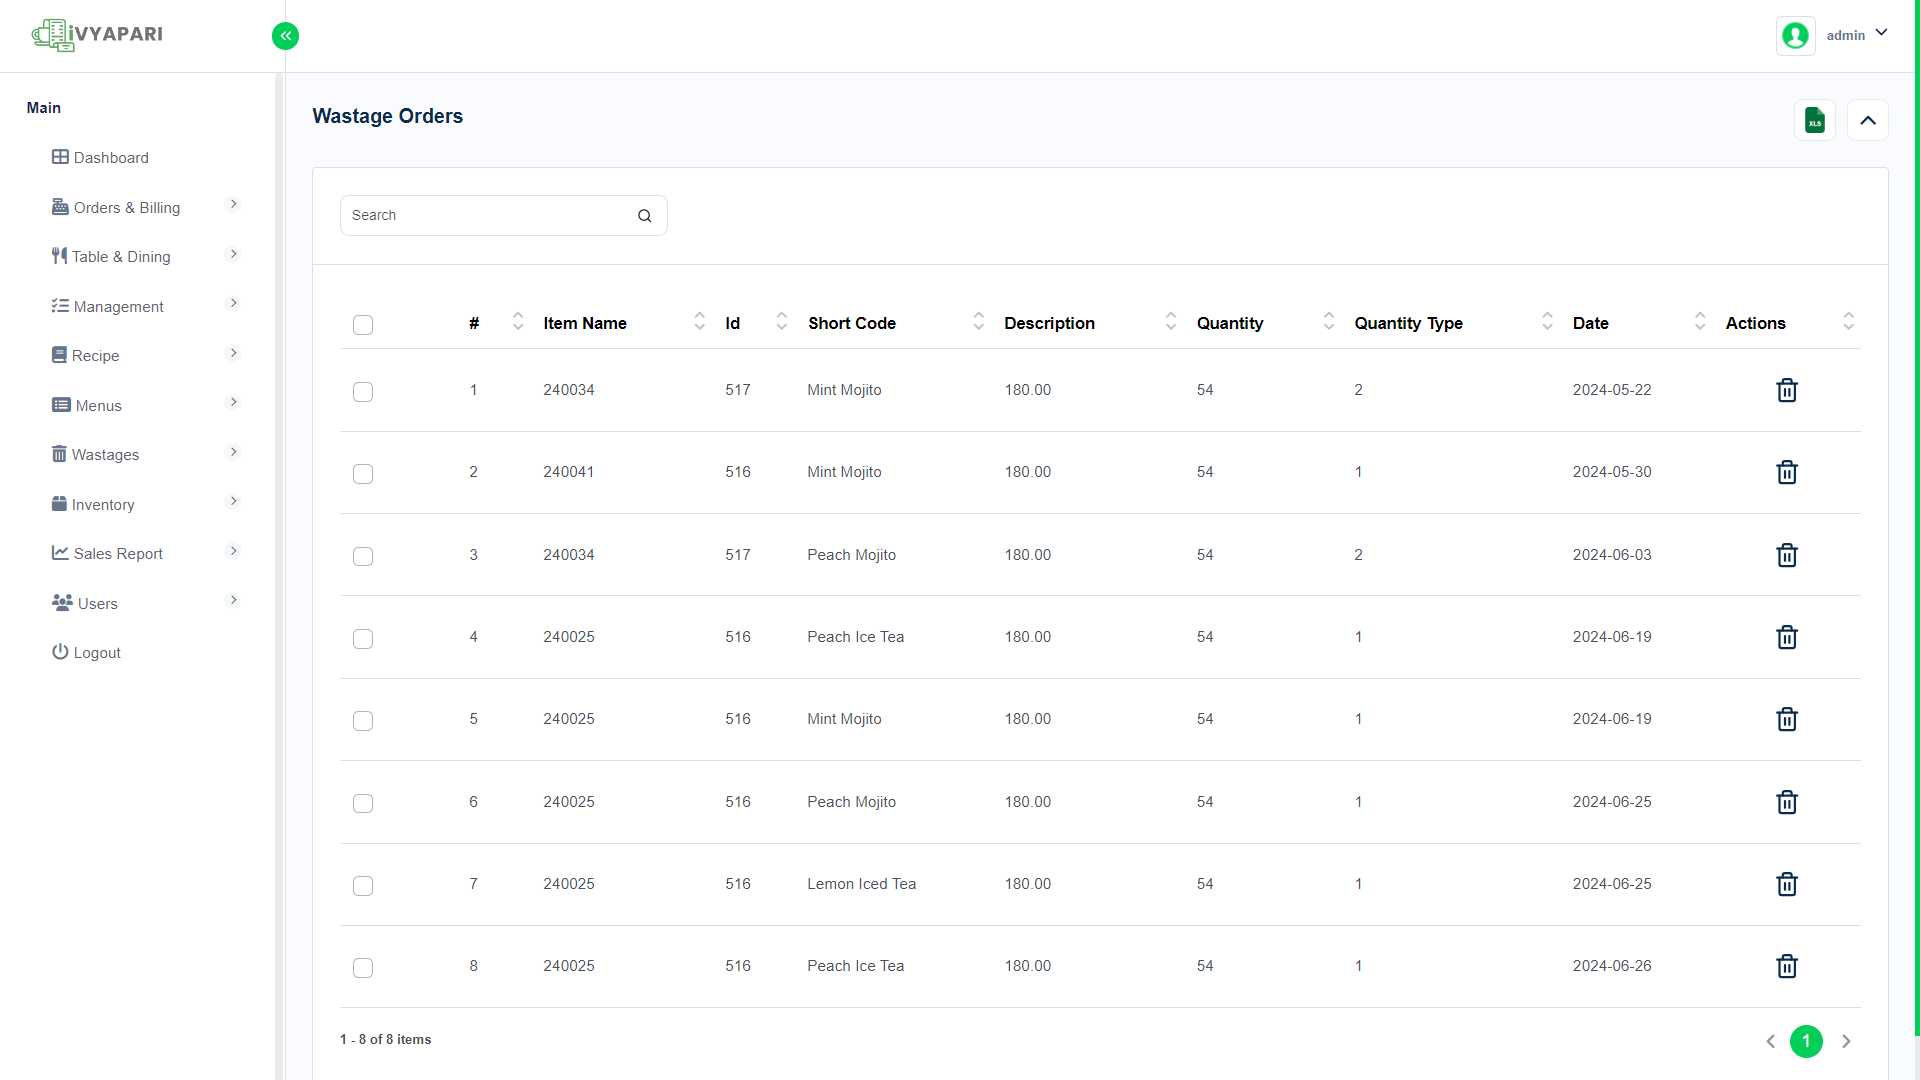 iVYAPARI
admin
Main
Dashboard
Orders & Billing
Table & Dining
Management
Recipe
Menus
Wastages
Inventory
Sales Report
Users
Logout
Wastage Orders
XLS
Search
# Item Name Id Short Code Description Quantity Quantity Type Date Actions
1 240034 517 Mint Mojito 180.00 54 2 2024-05-22
2 240041 516 Mint Mojito 180.00 54 1 2024-05-30
3 240034 517 Peach Mojito 180.00 54 2 2024-06-03
4 240025 516 Peach Ice Tea 180.00 54 1 2024-06-19
5 240025 516 Mint Mojito 180.00 54 1 2024-06-19
6 240025 516 Peach Mojito 180.00 54 1 2024-06-25
7 240025 516 Lemon Iced Tea 180.00 54 1 2024-06-25
8 240025 516 Peach Ice Tea 180.00 54 1 2024-06-26
1 - 8 of 8 items
1